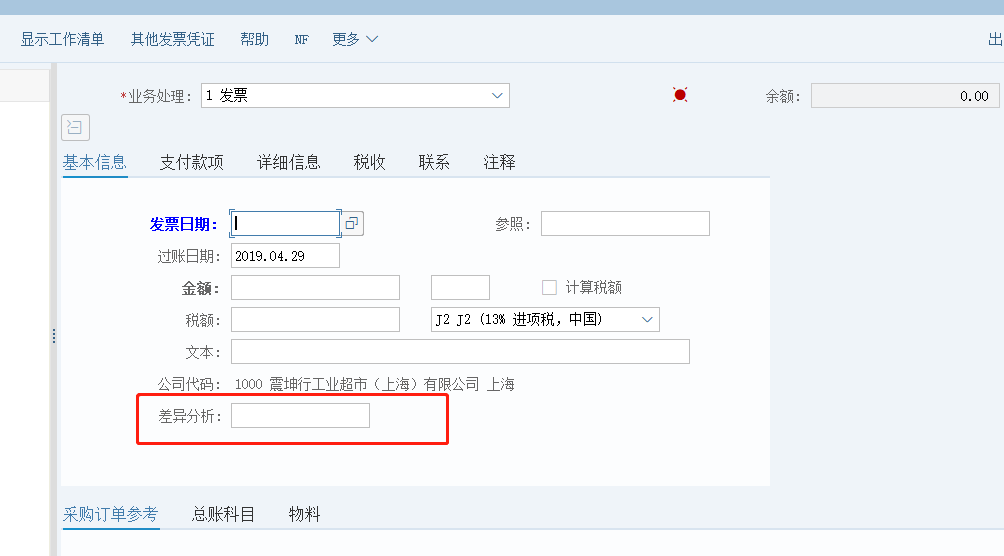 显示工作清单 其他发票凭证 帮助 NF 更多 出
*业务处理: 1 发票 余额: 0.00
基本信息 支付款项 详细信息 税收 联系 注释
发票日期: 参照:
过账日期: 2019.04.29
金额: 计算税额
税额: J2 J2 (13% 进项税, 中国)
文本:
公司代码: 1000 震坤行工业超市（上海）有限公司 上海
差异分析:
采购订单参考 总账科目 物料